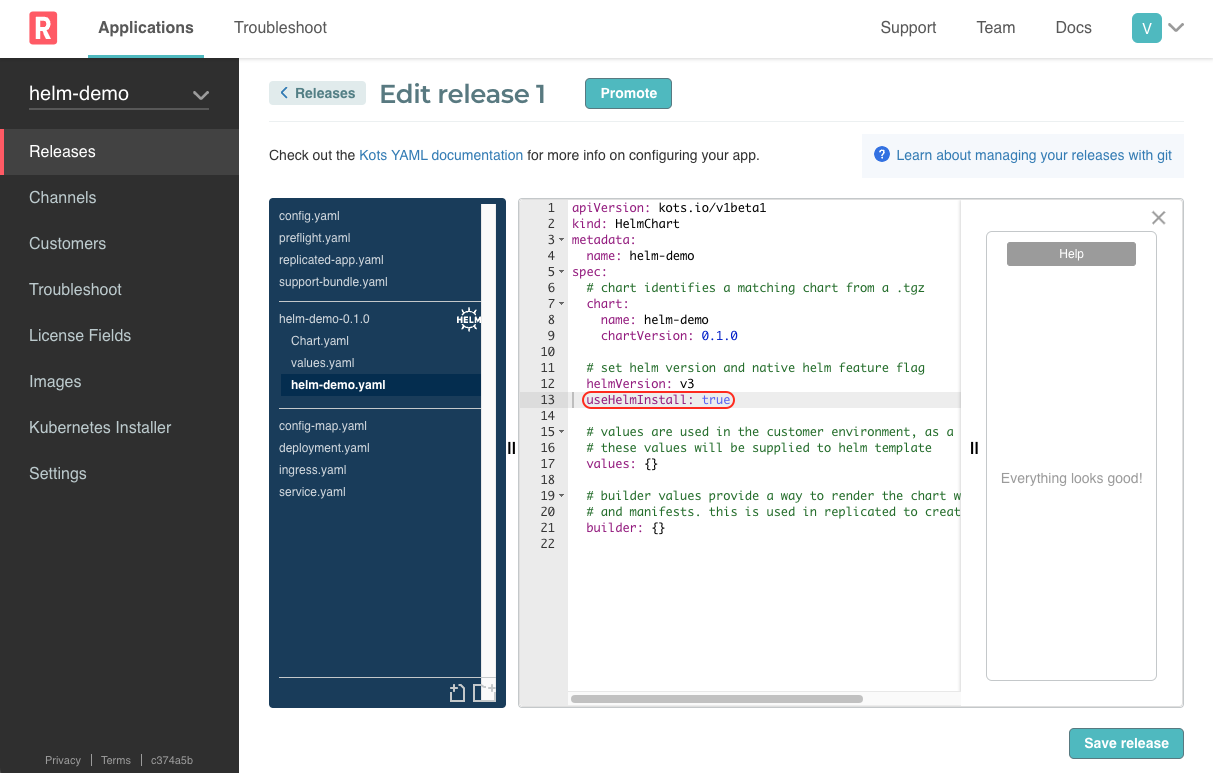 R
Applications
Troubleshoot
Support
Team
Docs
V
helm-demo
Releases
Channels
Customers
Troubleshoot
License Fields
Images
Kubernetes Installer
Settings
Privacy
Terms
c374a5b
Releases
Edit release 1
Promote
Check out the Kots YAML documentation for more info on configuring your app.
? Learn about managing your releases with git
config.yaml
preflight.yaml
replicated-app.yaml
support-bundle.yaml
helm-demo-0.1.0
HELM
Chart.yaml
values.yaml
helm-demo.yaml
config-map.yaml
deployment.yaml
ingress.yaml
service.yaml
1 apiVersion: kots.io/v1beta1
2 kind: HelmChart
3 metadata:
4 name: helm-demo
5 spec:
6 # chart identifies a matching chart from a .tgz
7 chart:
8 name: helm-demo
9 chartVersion: 0.1.0
10
11 # set helm version and native helm feature flag
12 helmVersion: v3
13 useHelmInstall: true
14
15 # values are used in the customer environment, as a
16 # these values will be supplied to helm template
17 values: {}
18
19 # builder values provide a way to render the chart w
20 # and manifests. this is used in replicated to creat
21 builder: {}
22
Help
Everything looks good!
Save release